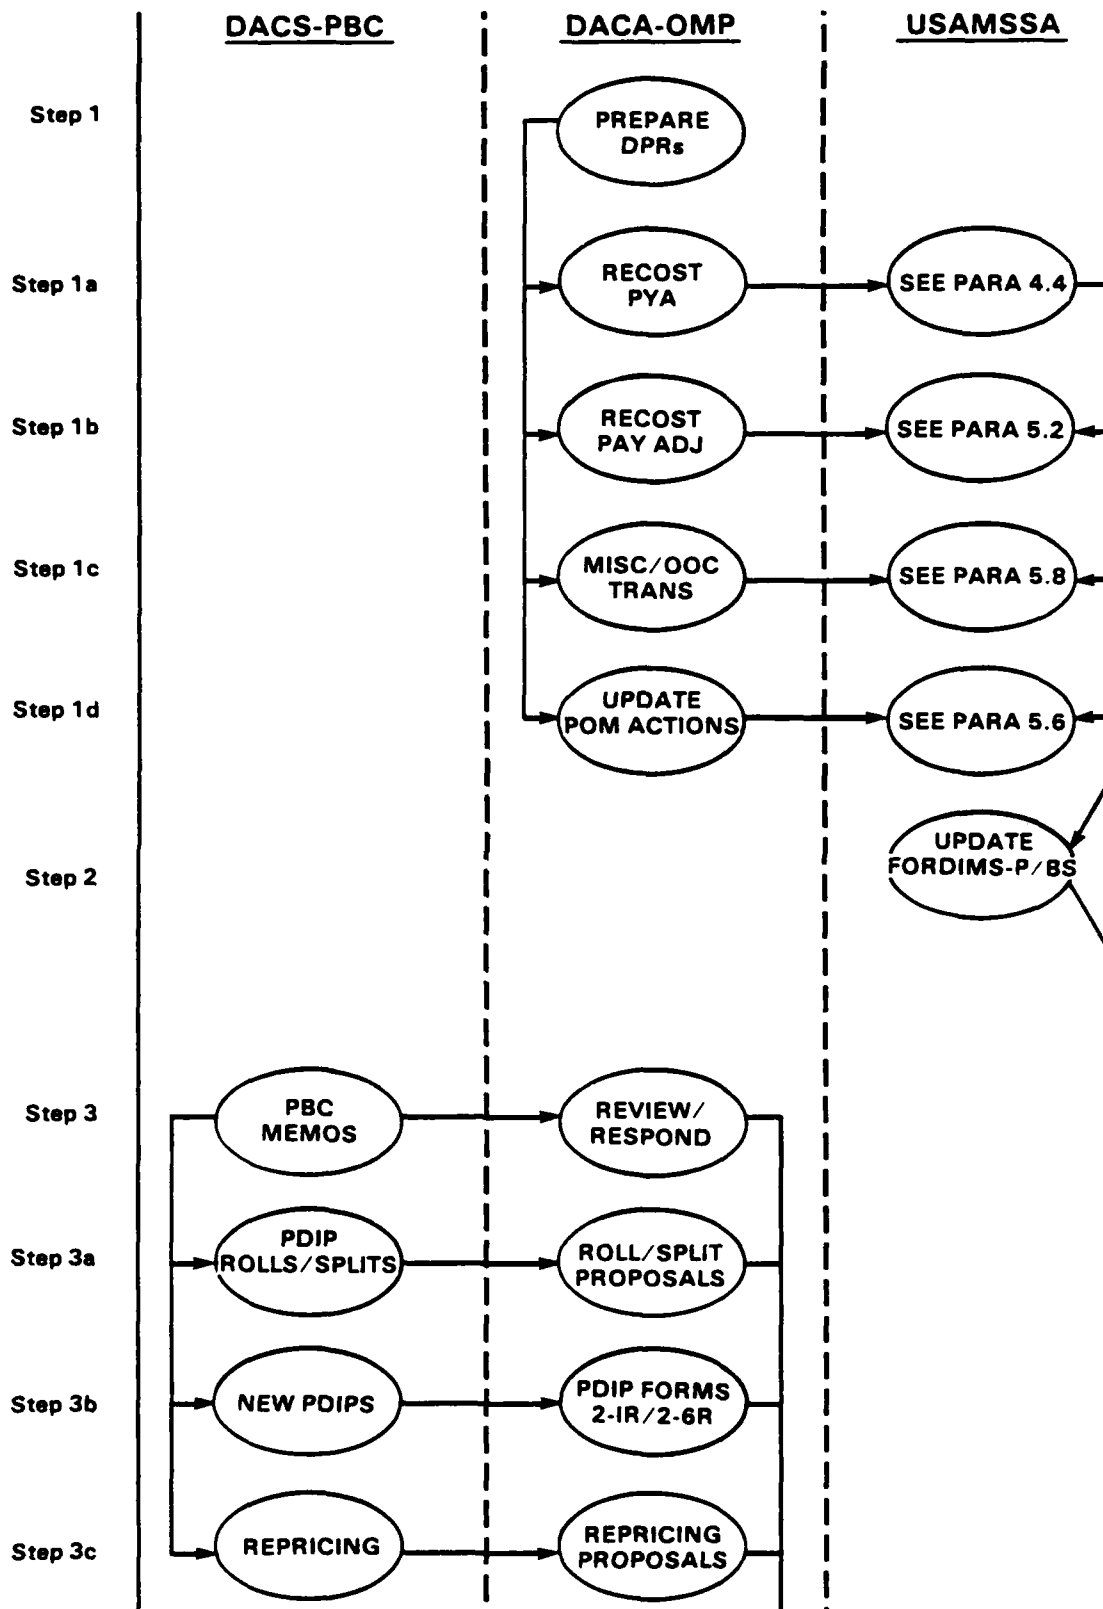 DACS-PBC DACA-OMP USAMSSA
Step 1
PREPARE
DPRs
Step 1a
RECOST
PYA
SEE PARA 4.4
Step 1b
RECOST
PAY ADJ
SEE PARA 5.2
Step 1c
MISC/OOC
TRANS
SEE PARA 5.8
Step 1d
UPDATE
POM ACTIONS
SEE PARA 5.6
Step 2
UPDATE
FORDIMS-P/BS
Step 3
PBC
MEMOS
REVIEW/
RESPOND
Step 3a
PDIP
ROLLS/SPLITS
ROLL/SPLIT
PROPOSALS
Step 3b
NEW PDIPS
PDIP FORMS
2-IR/2-6R
Step 3c
REPRICING
REPRICING
PROPOSALS